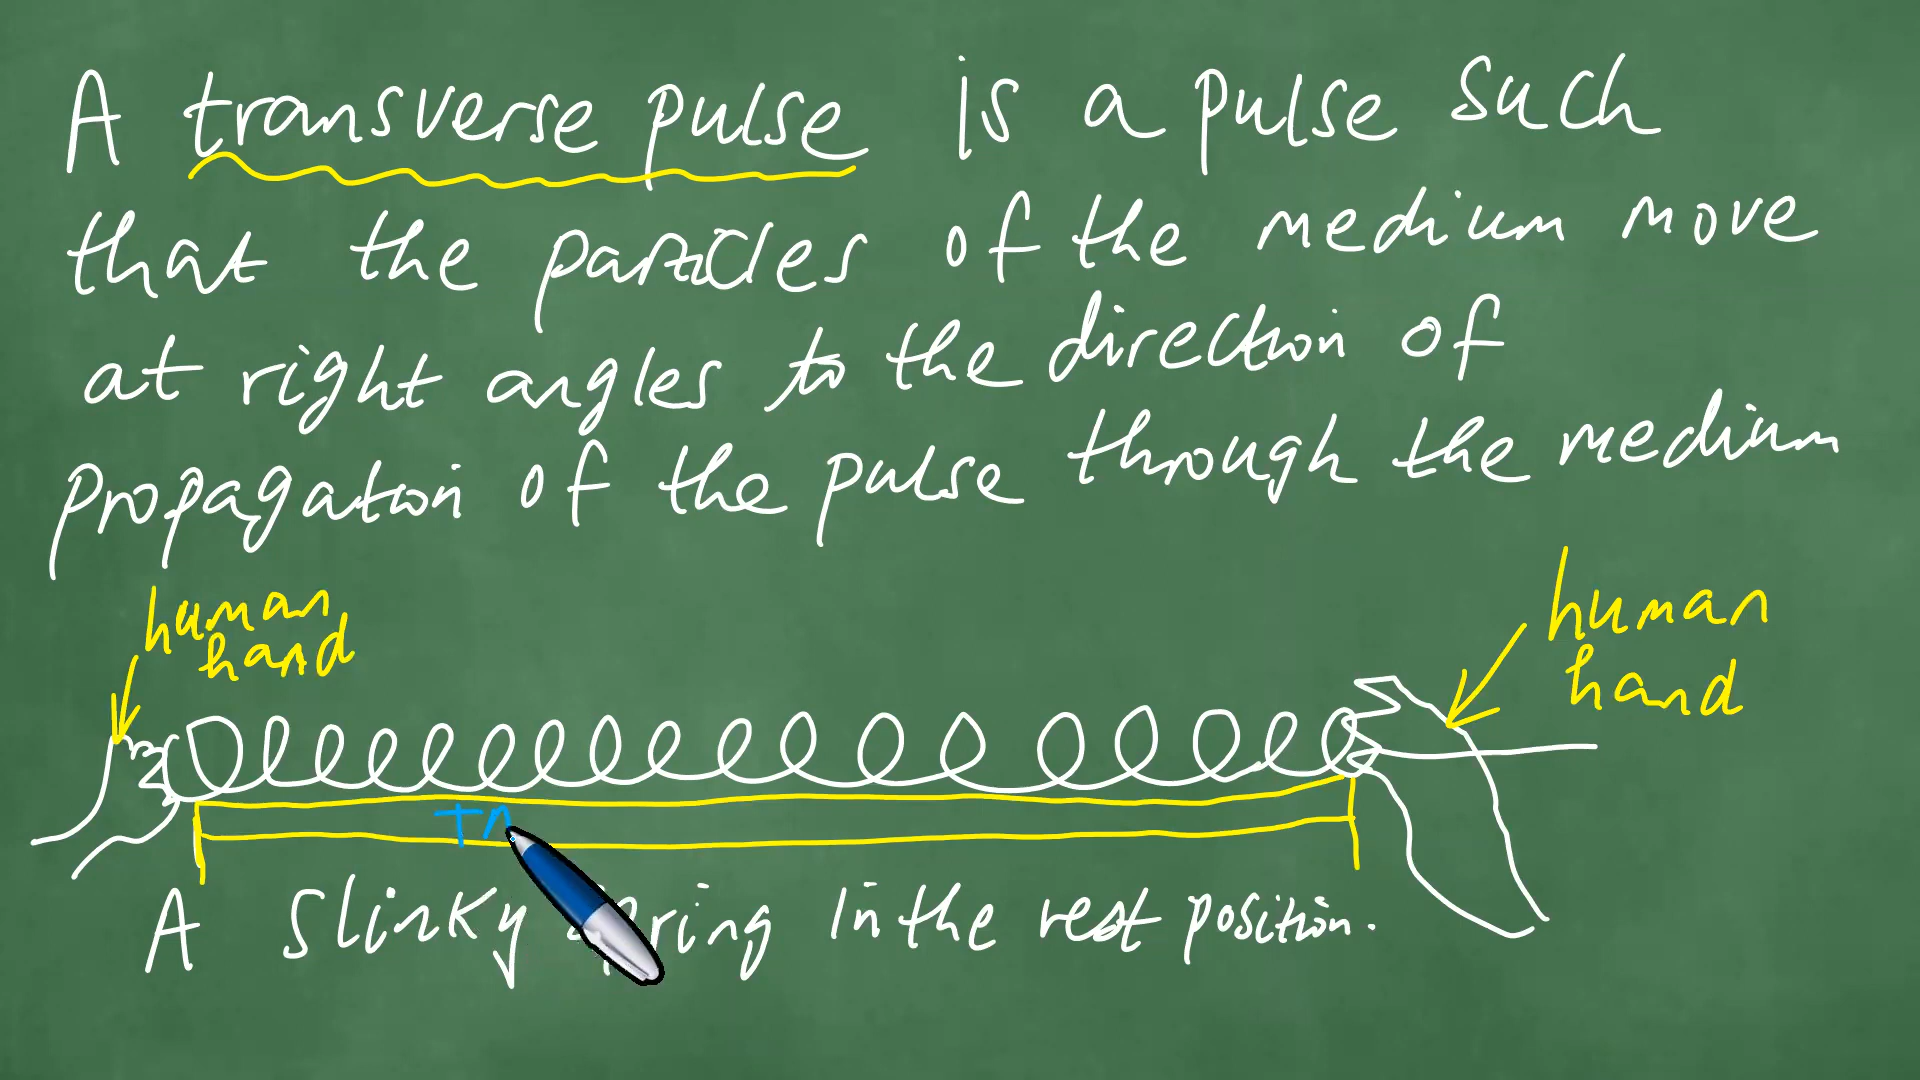 A transverse pulse is a pulse such
that the particles of the medium move
at right angles to the direction of
propagation of the pulse through the medium
human
hand
human
hand
A slinky spring in the rest position.